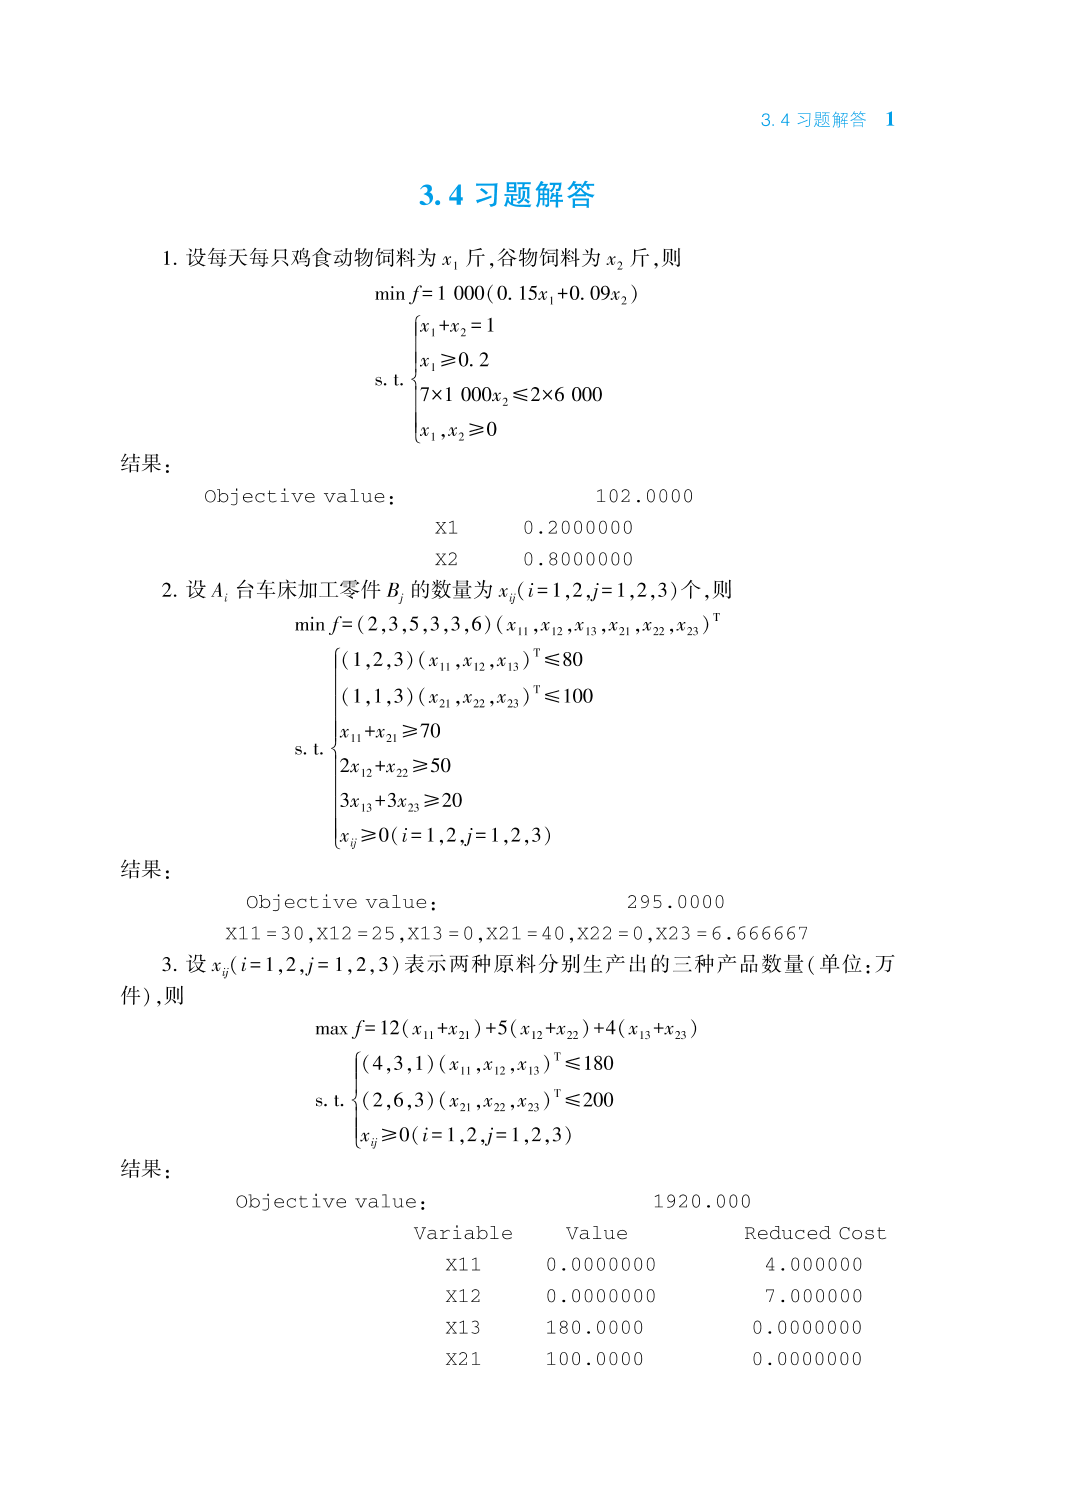 3.4 习题解答 1
3.4 习题解答
1. 设每天每只鸡食动物饲料为 x₁ 斤,谷物饲料为 x₂ 斤,则
min f=1 000(0.15x₁+0.09x₂)
x₁+x₂=1
x₁≥0.2
s.t.
7×1 000x₂≤2×6 000
x₁,x₂≥0
结果:
Objective value: 102.0000
X1 0.2000000
X2 0.8000000
2. 设 Aᵢ 台车床加工零件 Bⱼ 的数量为 xᵢⱼ(i=1,2,j=1,2,3)个,则
min f=(2,3,5,3,3,6)(x₁₁,x₁₂,x₁₃,x₂₁,x₂₂,x₂₃)ᵀ
(1,2,3)(x₁₁,x₁₂,x₁₃)ᵀ≤80
(1,1,3)(x₂₁,x₂₂,x₂₃)ᵀ≤100
x₁₁+x₂₁≥70
s.t.
2x₁₂+x₂₂≥50
3x₁₃+3x₂₃≥20
xᵢⱼ≥0(i=1,2,j=1,2,3)
结果:
Objective value: 295.0000
X11=30,X12=25,X13=0,X21=40,X22=0,X23=6.666667
3. 设 xᵢⱼ(i=1,2,j=1,2,3)表示两种原料分别生产出的三种产品数量(单位:万
件),则
max f=12(x₁₁+x₂₁)+5(x₁₂+x₂₂)+4(x₁₃+x₂₃)
(4,3,1)(x₁₁,x₁₂,x₁₃)ᵀ≤180
s.t. (2,6,3)(x₂₁,x₂₂,x₂₃)ᵀ≤200
xᵢⱼ≥0(i=1,2,j=1,2,3)
结果:
Objective value: 1920.000
Variable Value Reduced Cost
X11 0.0000000 4.000000
X12 0.0000000 7.000000
X13 180.0000 0.0000000
X21 100.0000 0.0000000